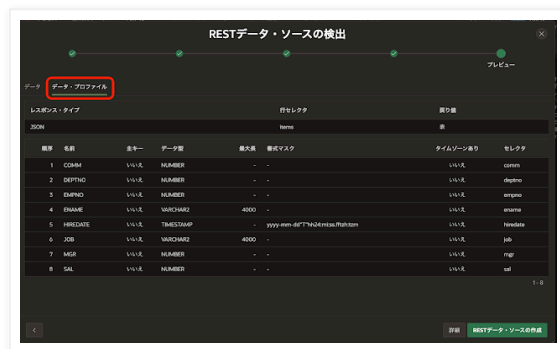 RESTデータ・ソースの検出
プレビュー
データ データ・プロファイル
レスポンス・タイプ 行セレクタ 戻り値
JSON items 表
順序 名前 主キー データ型 最大長 書式マスク タイムゾーンあり セレクタ
1 COMM いいえ NUMBER - - いいえ comm
2 DEPTNO いいえ NUMBER - - いいえ deptno
3 EMPNO いいえ NUMBER - - いいえ empno
4 ENAME いいえ VARCHAR2 4000 - いいえ ename
5 HIREDATE いいえ TIMESTAMP - yyyy-mm-dd"T"hh24:mi:ss.fftzh:tzm いいえ hiredate
6 JOB いいえ VARCHAR2 4000 - いいえ job
7 MGR いいえ NUMBER - - いいえ mgr
8 SAL いいえ NUMBER - - いいえ sal
1 - 8
詳細 RESTデータ・ソースの作成